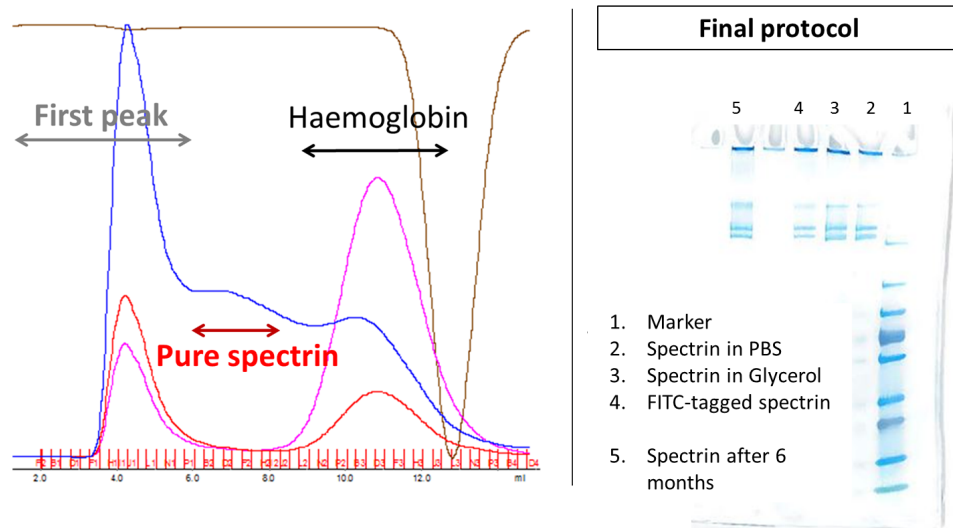 First peak
Haemoglobin
Pure spectrin
2.0 4.0 6.0 8.0 10.0 12.0 ml
Final protocol
5 4 3 2 1
1. Marker
2. Spectrin in PBS
3. Spectrin in Glycerol
4. FITC-tagged spectrin
5. Spectrin after 6
months